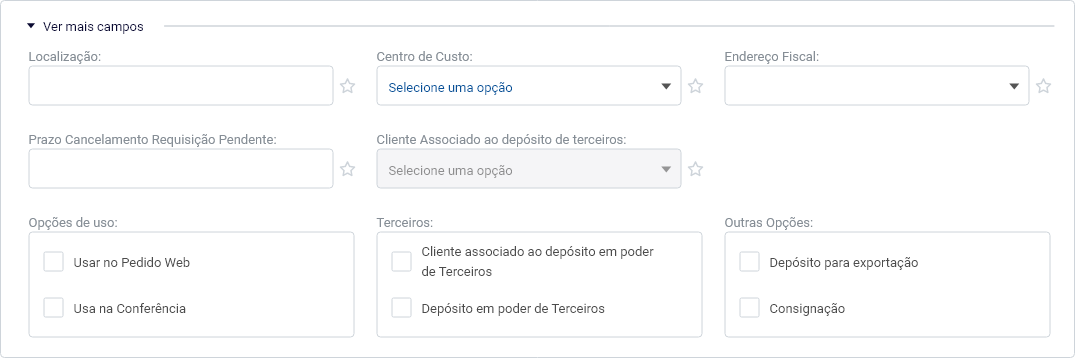 Ver mais campos
Localização:
Centro de Custo:
Endereço Fiscal:
Selecione uma opção
Prazo Cancelamento Requisição Pendente:
Cliente Associado ao depósito de terceiros:
Selecione uma opção
Opções de uso:
Terceiros:
Outras Opções:
Usar no Pedido Web
Usa na Conferência
Cliente associado ao depósito em poder
de Terceiros
Depósito em poder de Terceiros
Depósito para exportação
Consignação